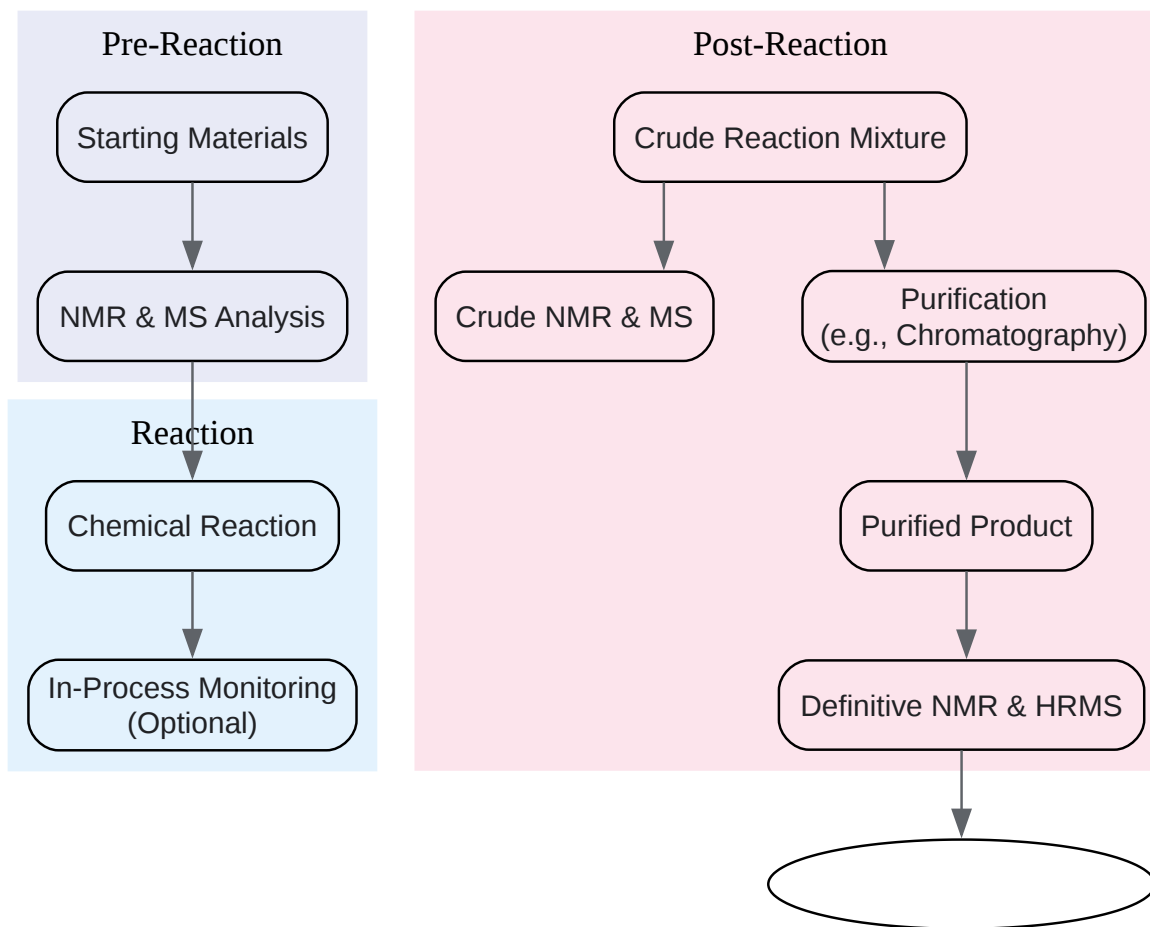 Pre-Reaction
Starting Materials
NMR & MS Analysis
Reaction
Chemical Reaction
In-Process Monitoring
(Optional)
Post-Reaction
Crude Reaction Mixture
Crude NMR & MS
Purification
(e.g., Chromatography)
Purified Product
Definitive NMR & HRMS